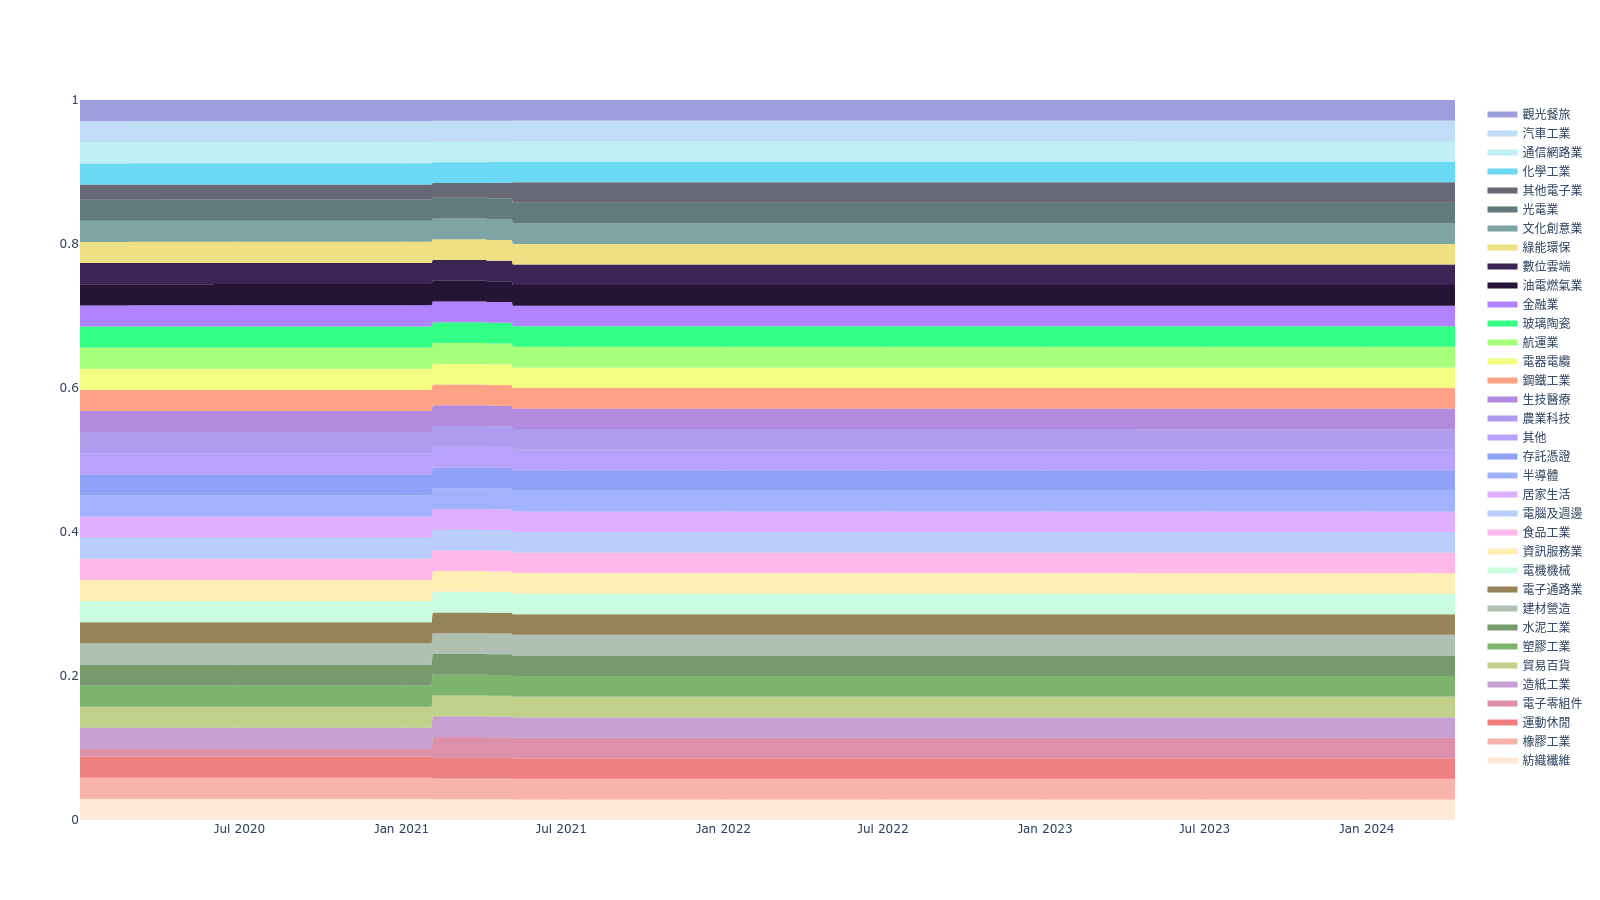 1
0.8
0.6
0.4
0.2
0
Jul 2020
Jan 2021
Jul 2021
Jan 2022
Jul 2022
Jan 2023
Jul 2023
Jan 2024
觀光餐旅
汽車工業
通信網路業
化學工業
其他電子業
光電業
文化創意業
綠能環保
數位雲端
油電燃氣業
金融業
玻璃陶瓷
航運業
電器電纜
鋼鐵工業
生技醫療
農業科技
其他
存託憑證
半導體
居家生活
電腦及週邊
食品工業
資訊服務業
電機機械
電子通路業
建材營造
水泥工業
塑膠工業
貿易百貨
造紙工業
電子零組件
運動休閒
橡膠工業
紡織纖維